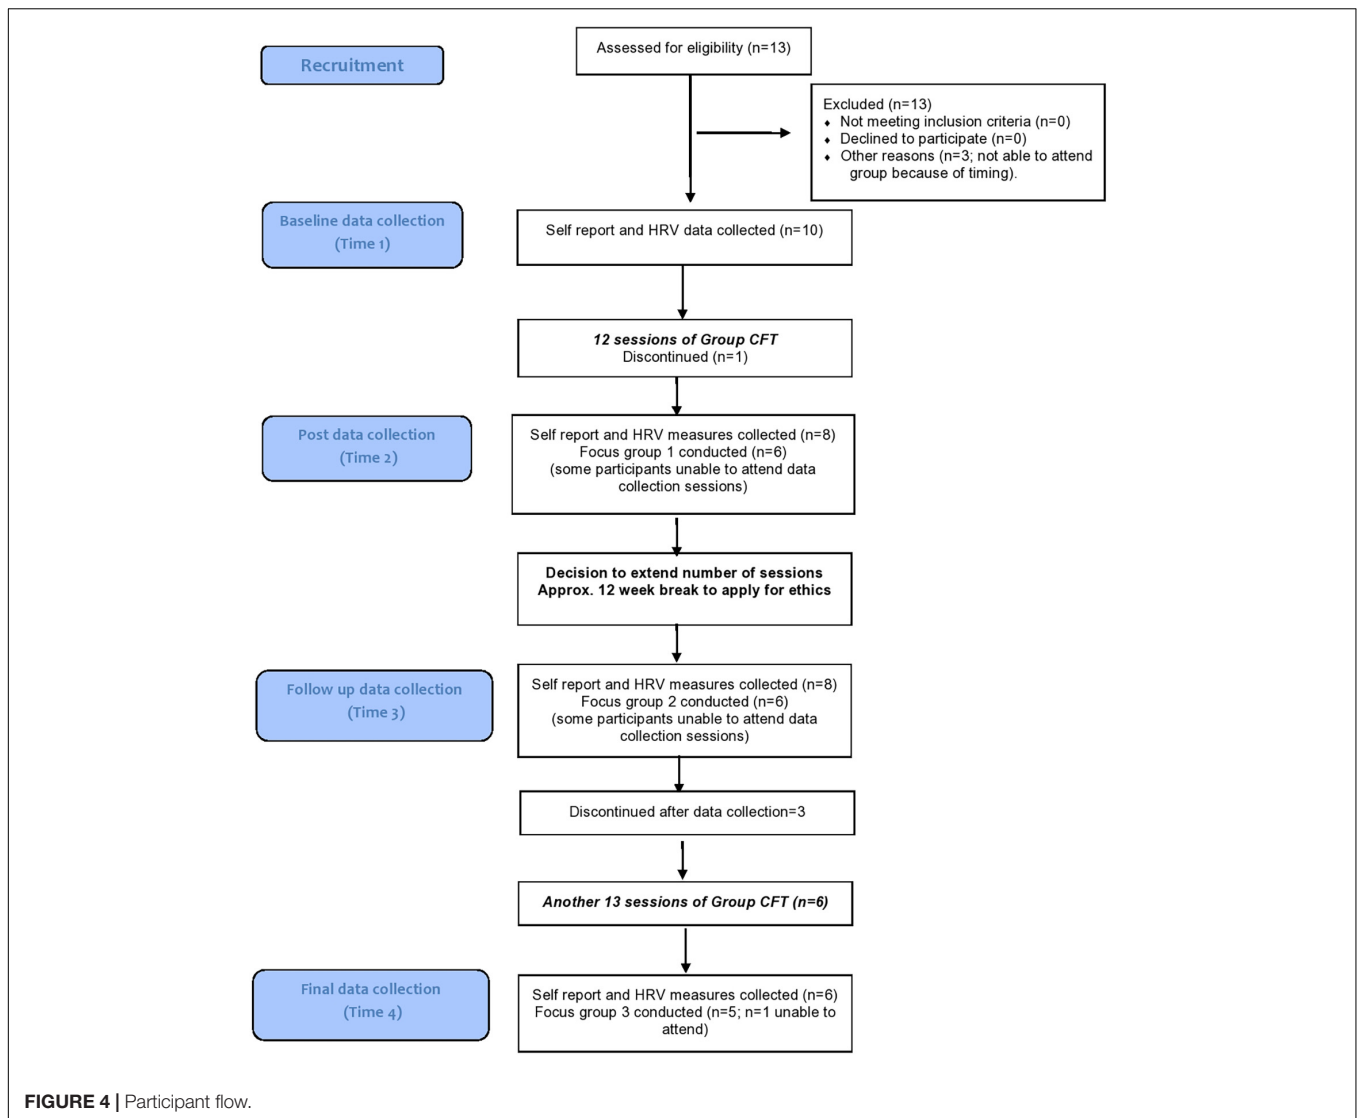 Recruitment
Assessed for eligibility (n=13)
Excluded (n=13)
♦ Not meeting inclusion criteria (n=0)
♦ Declined to participate (n=0)
♦ Other reasons (n=3; not able to attend
group because of timing).
Baseline data collection
(Time 1)
Self report and HRV data collected (n=10)
12 sessions of Group CFT
Discontinued (n=1)
Post data collection
(Time 2)
Self report and HRV measures collected (n=8)
Focus group 1 conducted (n=6)
(some participants unable to attend data
collection sessions)
Decision to extend number of sessions
Approx. 12 week break to apply for ethics
Follow up data collection
(Time 3)
Self report and HRV measures collected (n=8)
Focus group 2 conducted (n=6)
(some participants unable to attend data
collection sessions)
Discontinued after data collection=3
Another 13 sessions of Group CFT (n=6)
Final data collection
(Time 4)
Self report and HRV measures collected (n=6)
Focus group 3 conducted (n=5; n=1 unable to
attend)
FIGURE 4 | Participant flow.